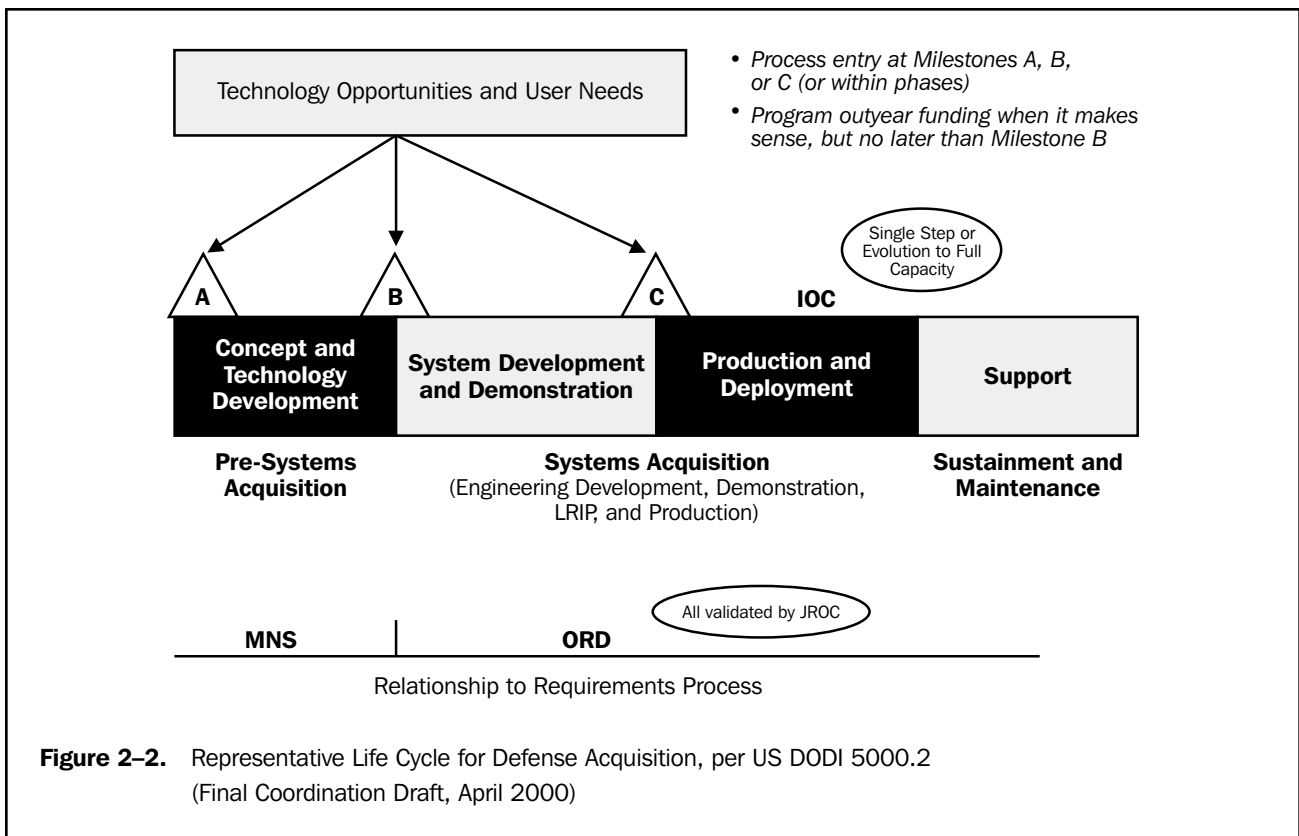 Technology Opportunities and User Needs
• Process entry at Milestones A, B,
or C (or within phases)
• Program outyear funding when it makes
sense, but no later than Milestone B
Single Step or
Evolution to Full
Capacity
A
B
C
IOC
Concept and
Technology
Development
System Development
and Demonstration
Production and
Deployment
Support
Pre-Systems
Acquisition
Systems Acquisition
(Engineering Development, Demonstration,
LRIP, and Production)
Sustainment and
Maintenance
All validated by JROC
MNS
ORD
Relationship to Requirements Process
Figure 2–2. Representative Life Cycle for Defense Acquisition, per US DODI 5000.2
(Final Coordination Draft, April 2000)